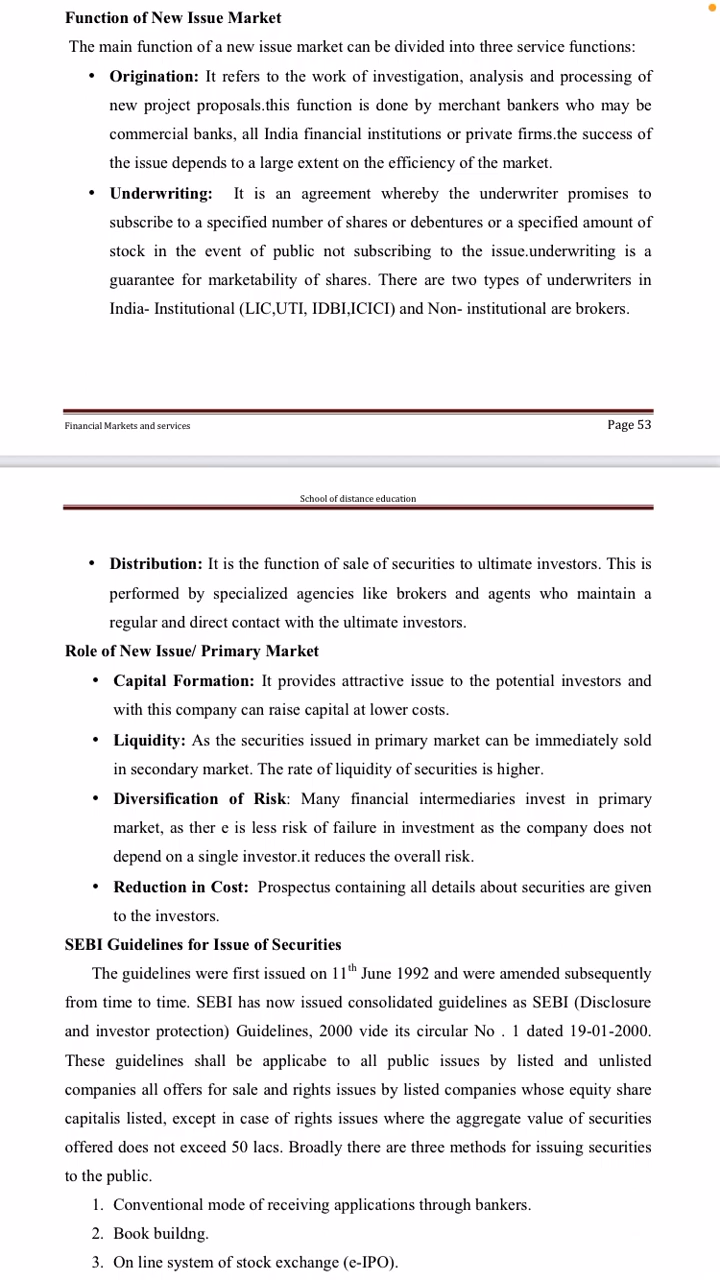 Function of New Issue Market
The main function of a new issue market can be divided into three service functions:
• Origination: It refers to the work of investigation, analysis and processing of
new project proposals.this function is done by merchant bankers who may be
commercial banks, all India financial institutions or private firms.the success of
the issue depends to a large extent on the efficiency of the market.
• Underwriting: It is an agreement whereby the underwriter promises to
subscribe to a specified number of shares or debentures or a specified amount of
stock in the event of public not subscribing to the issue.underwriting is a
guarantee for marketability of shares. There are two types of underwriters in
India- Institutional (LIC,UTI, IDBI,ICICI) and Non- institutional are brokers.
Financial Markets and services Page 53
School of distance education
• Distribution: It is the function of sale of securities to ultimate investors. This is
performed by specialized agencies like brokers and agents who maintain a
regular and direct contact with the ultimate investors.
Role of New Issue/ Primary Market
• Capital Formation: It provides attractive issue to the potential investors and
with this company can raise capital at lower costs.
• Liquidity: As the securities issued in primary market can be immediately sold
in secondary market. The rate of liquidity of securities is higher.
• Diversification of Risk: Many financial intermediaries invest in primary
market, as ther e is less risk of failure in investment as the company does not
depend on a single investor.it reduces the overall risk.
• Reduction in Cost: Prospectus containing all details about securities are given
to the investors.
SEBI Guidelines for Issue of Securities
The guidelines were first issued on 11th June 1992 and were amended subsequently
from time to time. SEBI has now issued consolidated guidelines as SEBI (Disclosure
and investor protection) Guidelines, 2000 vide its circular No . 1 dated 19-01-2000.
These guidelines shall be applicabe to all public issues by listed and unlisted
companies all offers for sale and rights issues by listed companies whose equity share
capitalis listed, except in case of rights issues where the aggregate value of securities
offered does not exceed 50 lacs. Broadly there are three methods for issuing securities
to the public.
1. Conventional mode of receiving applications through bankers.
2. Book buildng.
3. On line system of stock exchange (e-IPO).